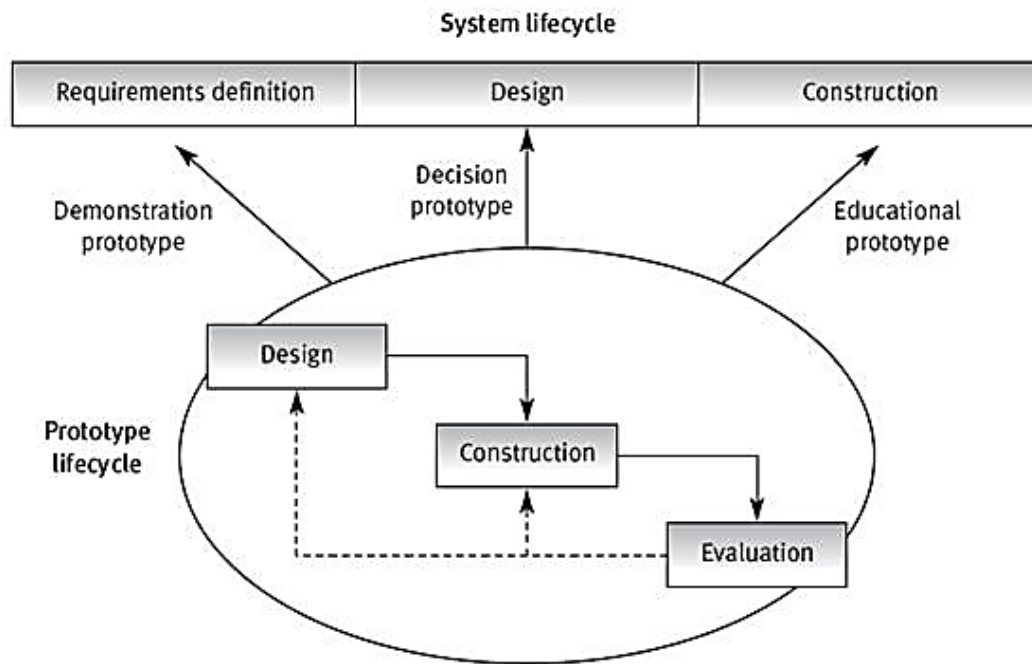 System lifecycle
Requirements definition
Design
Construction
Demonstration
prototype
Decision
prototype
Educational
prototype
Design
Prototype
lifecycle
Construction
Evaluation